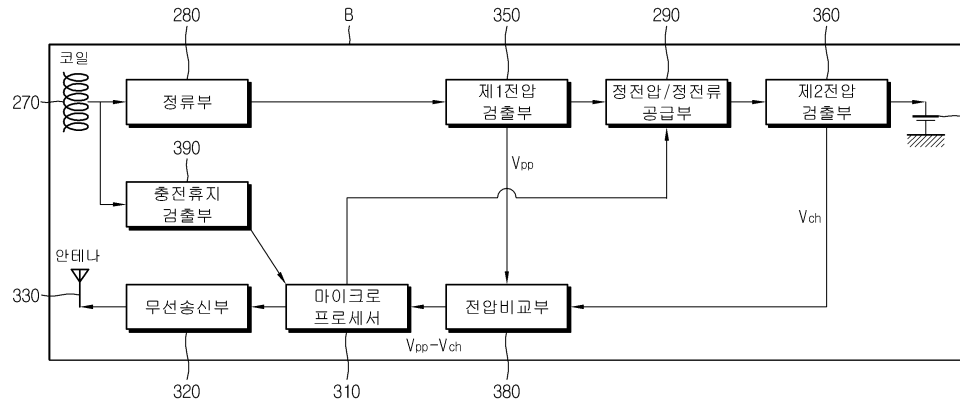 280
B
350
290
360
코일
270
정류부
제1전압
검출부
정전압/정전류
공급부
제2전압
검출부
390
Vpp
충전휴지
검출부
Vch
안테나
330
무선송신부
마이크로
프로세서
전압비교부
Vpp-Vch
320
310
380